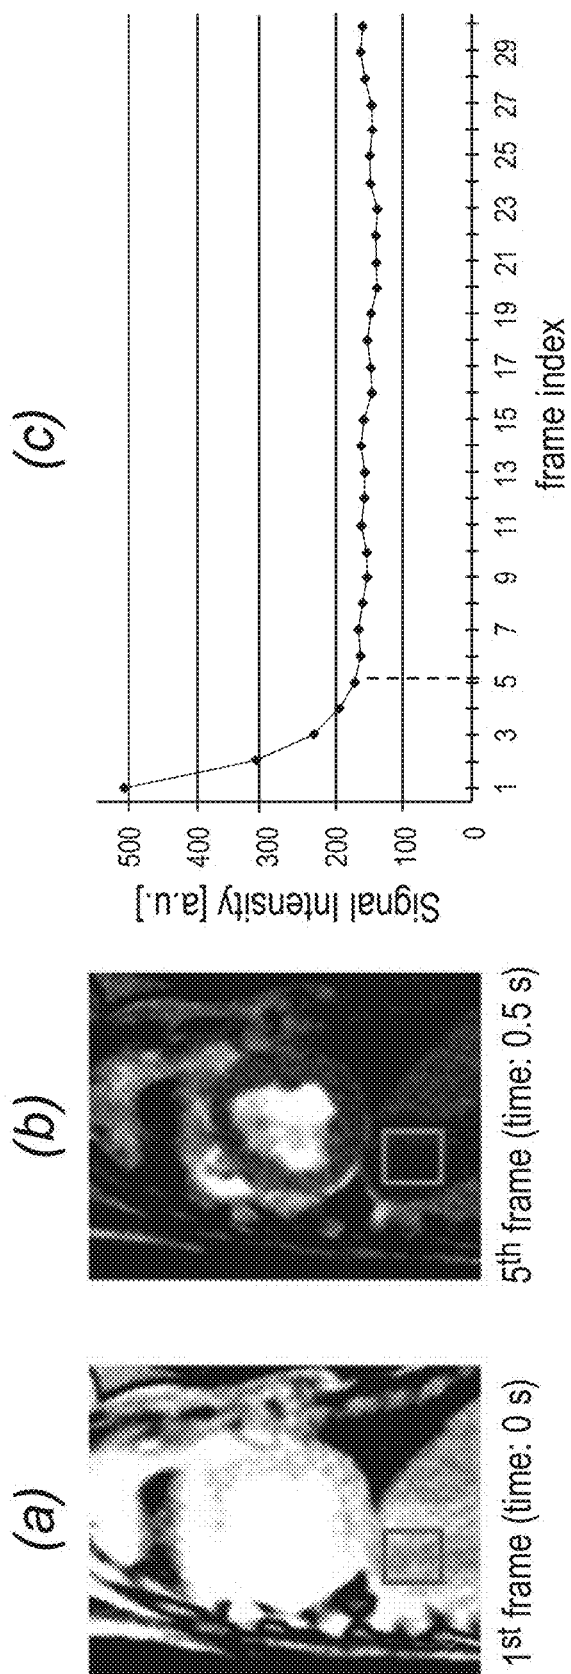 (a)
1st frame (time: 0 s)
(b)
5th frame (time: 0.5 s)
(c)
Signal Intensity [a.u.]
500
400
300
200
100
0
1 3 5 7 9 11 13 15 17 19 21 23 25 27 29
frame index